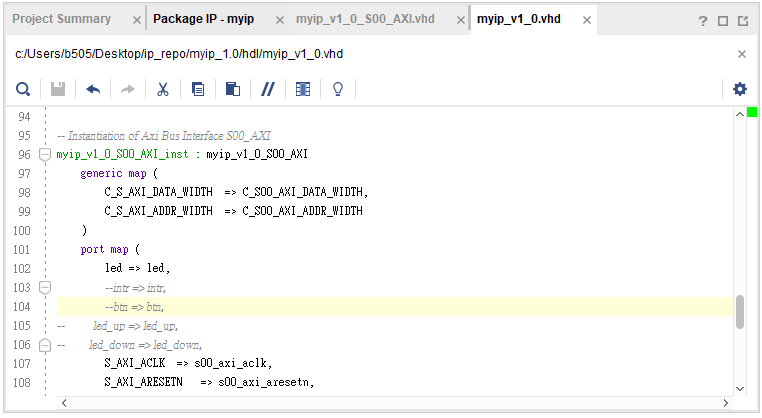 Project Summary × Package IP - myip × myip_v1_0_S00_AXI.vhd × myip_v1_0.vhd × ?
c:/Users/b505/Desktop/ip_repo/myip_1.0/hdl/myip_v1_0.vhd ×
94
95 -- Instantiation of Axi Bus Interface S00_AXI
96 myip_v1_0_S00_AXI_inst : myip_v1_0_S00_AXI
97 generic map (
98 C_S_AXI_DATA_WIDTH => C_S00_AXI_DATA_WIDTH,
99 C_S_AXI_ADDR_WIDTH => C_S00_AXI_ADDR_WIDTH
100 )
101 port map (
102 led => led,
103 --intr => intr,
104 --btn => btn,
105 -- led_up => led_up,
106 -- led_down => led_down,
107 S_AXI_ACLK => s00_axi_aclk,
108 S_AXI_ARESETN => s00_axi_aresetn,